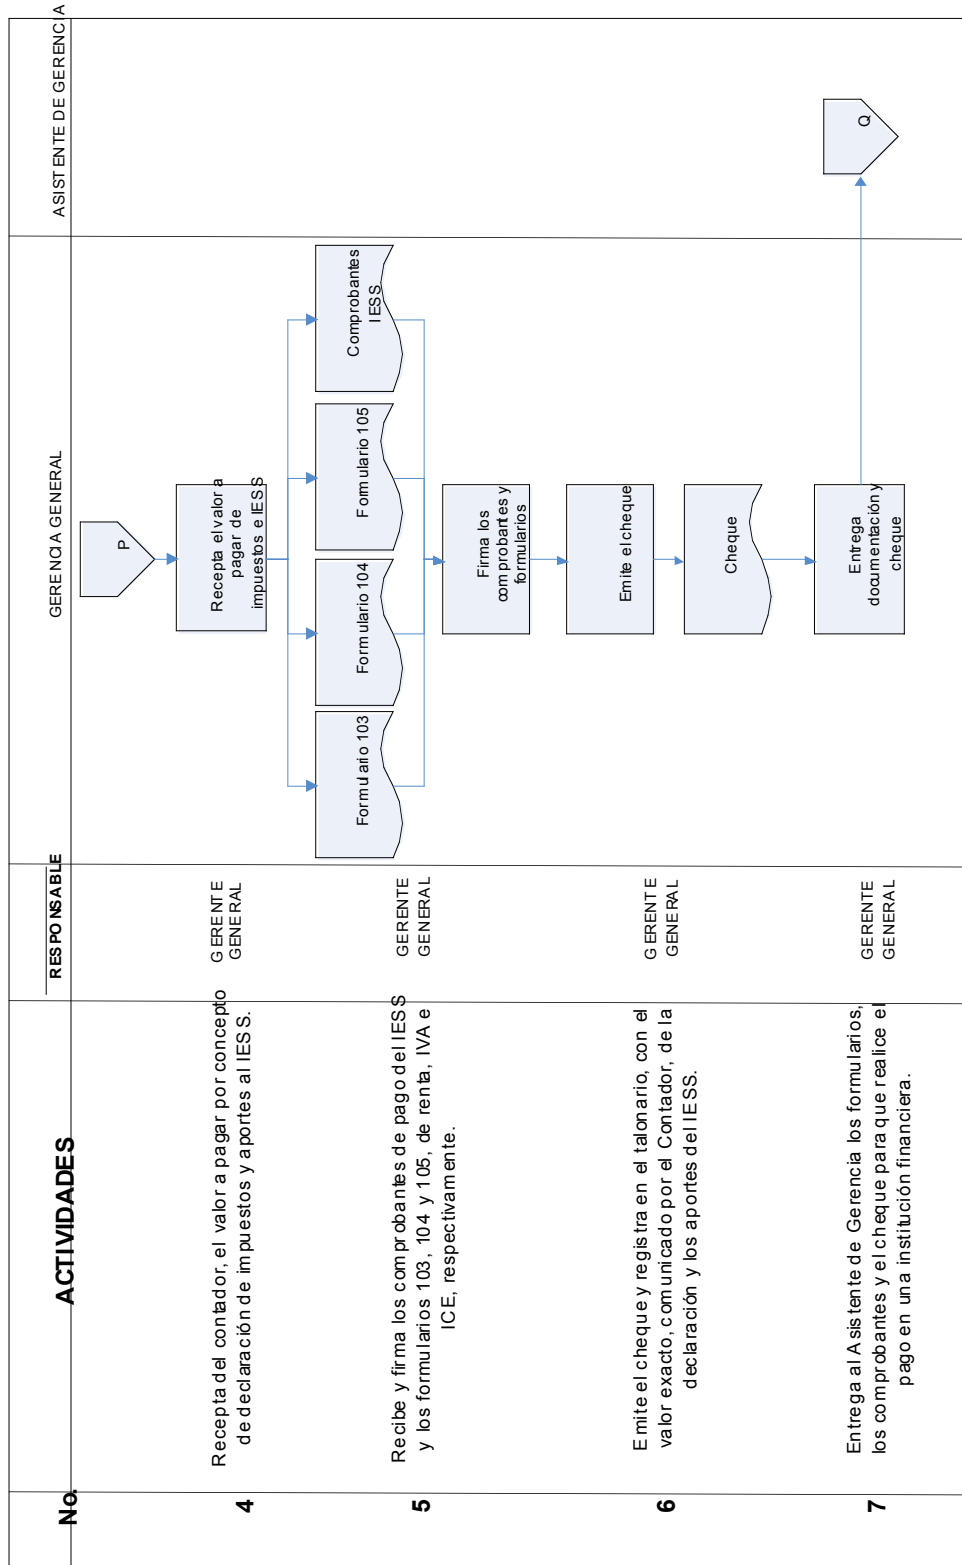 No.
ACTIVIDADES
RESPONSABLE
GERENCIA GENERAL
ASISTENTE DE GERENCIA
P
4
Recepta del contador, el valor a pagar por concepto
de declaración de impuestos y aportes al IESS.
GERENTE
GENERAL
Recepta el valor a
pagar de
impuestos e IESS
5
Recibe y firma los comprobantes de pago del IESS
y los formularios 103, 104 y 105, de renta, IVA e
ICE, respectivamente.
GERENTE
GENERAL
Formulario 103
Formulario 104
Fomulario 105
Comprobantes
IESS
Firma los
comprobantes y
formularios
6
Emite el cheque y registra en el talonario, con el
valor exacto, comunicado por el Contador, de la
declaración y los aportes del IESS.
GERENTE
GENERAL
Emite el cheque
Cheque
7
Entrega al Asistente de Gerencia los formularios,
los comprobantes y el cheque para que realice el
pago en una institución financiera.
GERENTE
GENERAL
Entrega
documentación y
cheque
Q